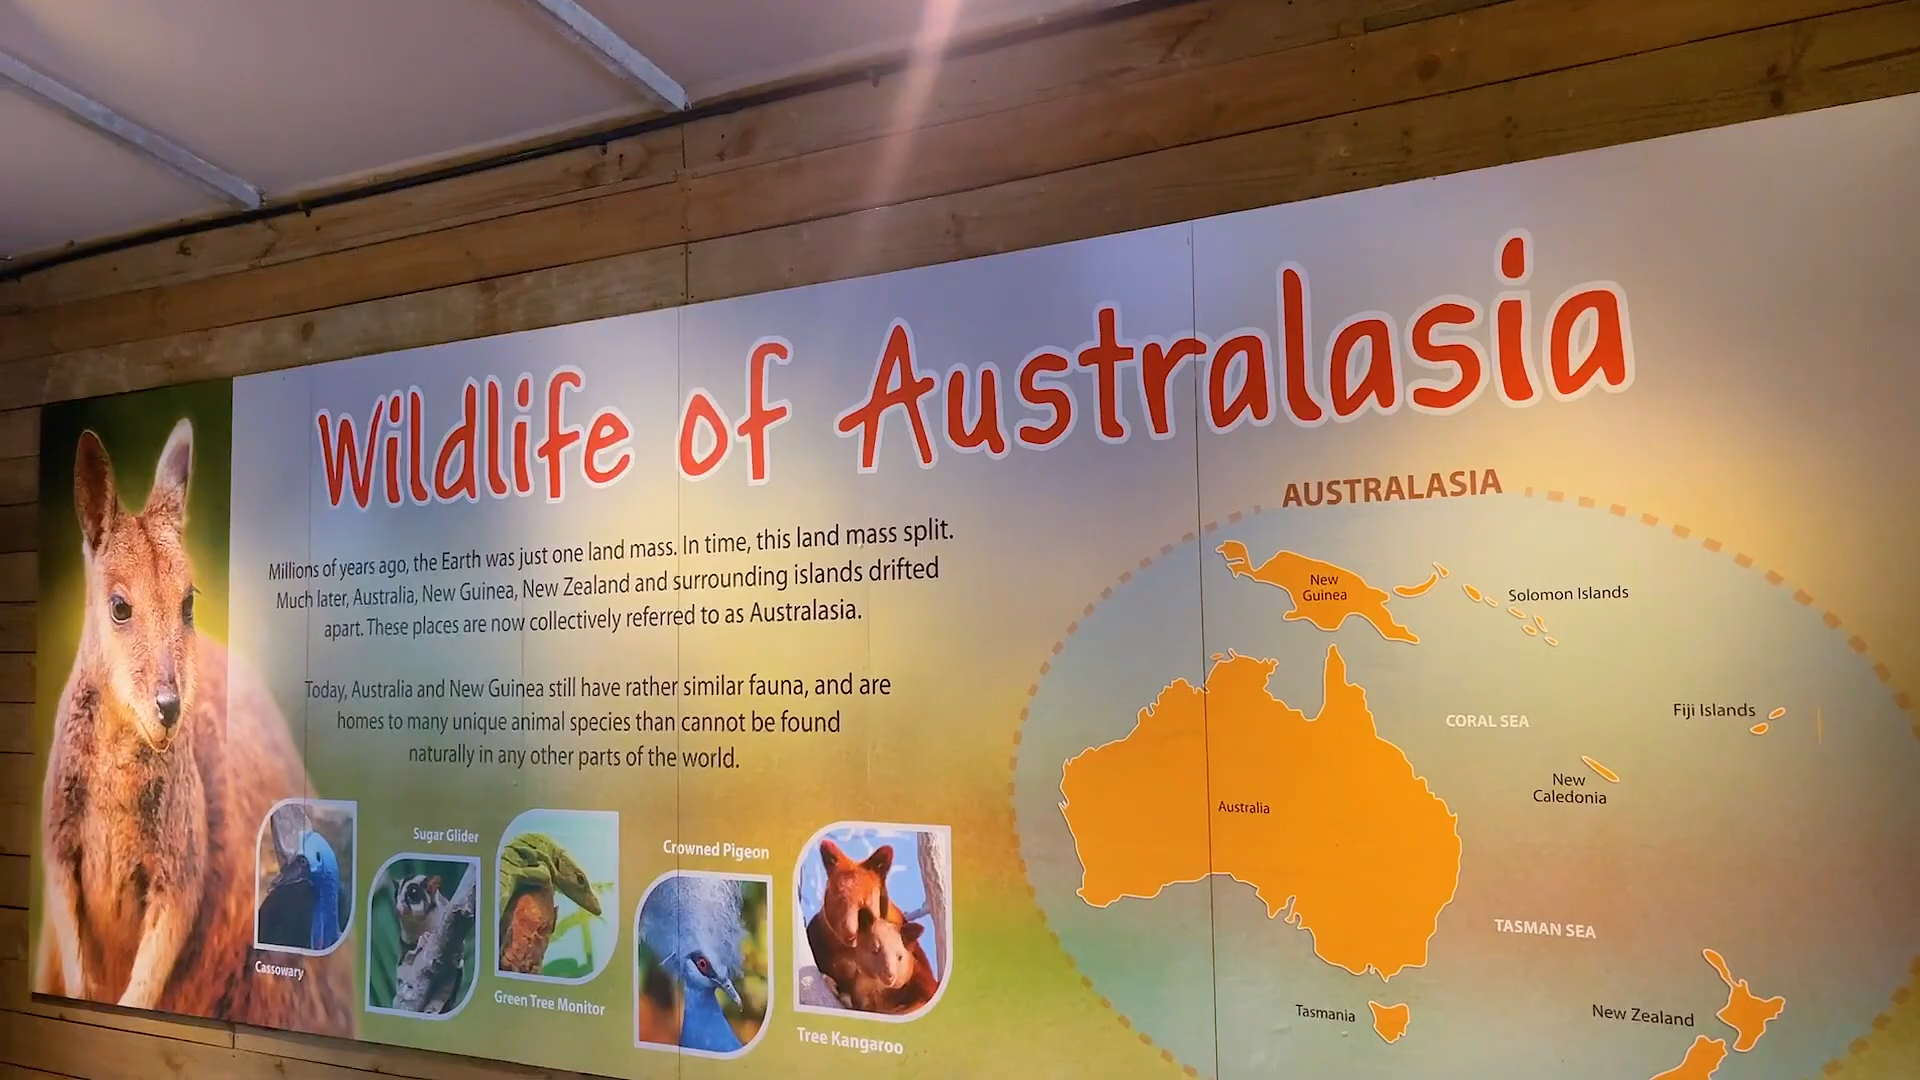 Wildlife of Australasia
Millions of years ago, the Earth was just one land mass. In time, this land mass split.
Much later, Australia, New Guinea, New Zealand and surrounding islands drifted
apart. These places are now collectively referred to as Australasia.
Today, Australia and New Guinea still have rather similar fauna, and are
homes to many unique animal species than cannot be found
naturally in any other parts of the world.
Cassowary
Sugar Glider
Green Tree Monitor
Crowned Pigeon
Tree Kangaroo
AUSTRALASIA
New
Guinea
Solomon Islands
Fiji Islands
CORAL SEA
New
Caledonia
Australia
TASMAN SEA
Tasmania
New Zealand